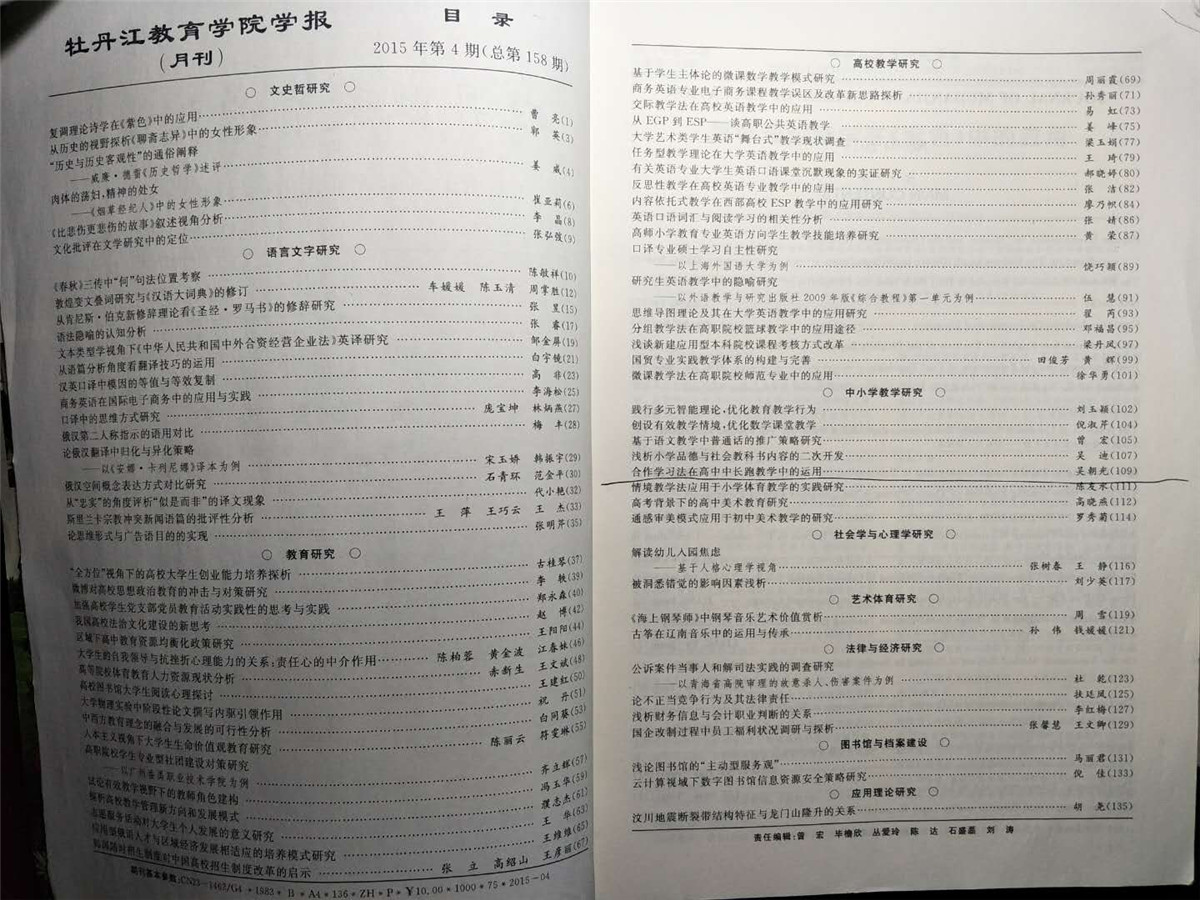 牡丹江教育学院学报
(月刊)
目 录
2015年第4期(总第158期)
○ 文史哲研究 ○
复调理论诗学在《紫色》中的应用 曹 亮(1)
从历史的视野探析《聊斋志异》中的女性形象 郭 英(3)
“历史与历史客观性”的通俗阐释
——威廉·德雷《历史哲学》述评 姜 威(4)
肉体的荡妇,精神的处女
——《烟草经纪人》中的女性形象 崔亚莉(6)
《比悲伤更悲伤的故事》叙述视角分析 李 晶(8)
文化批评在文学研究中的定位 张弘弢(9)
○ 语言文字研究 ○
《春秋》三传中“何”句法位置考察 陈敏祥(10)
敦煌变文叠词研究与《汉语大词典》的修订 车媛媛 陈玉清 周掌胜(12)
从肯尼斯·伯克新修辞理论看《圣经·罗马书》的修辞研究 张 昱(15)
语法隐喻的认知分析 张 睿(17)
文本类型学视角下《中华人民共和国中外合资经营企业法》英译研究 邹金屏(19)
从语篇分析角度看翻译技巧的运用 白宇镜(21)
汉英口译中模因的等值与等效复制 高 非(23)
商务英语在国际电子商务中的应用与实践 李海松(25)
口译中的思维方式研究 庞宝坤 林炳燕(27)
俄汉第二人称指示的语用对比 梅 丰(28)
论俄汉翻译中归化与异化策略
——以《安娜·卡列尼娜》译本为例 宋玉娇 韩振宇(29)
俄汉空间概念表达方式对比研究 石青环 范金平(30)
从“忠实”的角度评析“似是而非”的译文现象 代小艳(32)
斯里兰卡宗教冲突新闻语篇的批评性分析 王 萍 王巧云 王 杰(33)
论思维形式与广告语目的的实现 张明芹(35)
○ 教育研究 ○
“全方位”视角下的高校大学生创业能力培养探析 古桂琴(37)
微博对高校思想政治教育的冲击与对策研究 李 轶(39)
加强高校学生党支部党员教育活动实践性的思考与实践 郑永森(40)
我国高校法治文化建设的新思考 赵 博(42)
区域下高中教育资源均衡化政策研究 王阳阳(44)
大学生的自我领导与抗挫折心理能力的关系:责任心的中介作用 陈柏蓉 黄金波 江春妹(46)
高等院校体育教育人力资源现状分析 赤新生 王文斌(48)
高校图书馆大学生阅读心理探讨 王建红(50)
大学物理实验中阶段性论文撰写内驱引领作用 祝 丹(51)
中西方教育理念的融合与发展的可行性分析 白同葵(53)
人本主义视角下大学生生命价值观教育研究 陈丽云 符雯琳(55)
高职院校学生专业型社团建设对策研究
——以广州番禺职业技术学院为例 齐立辉(57)
试论有效教学视野下的教师角色建构 冯玉华(59)
探析高校教学管理新方向和发展模式 濮志杰(61)
志愿服务活动对大学生个人发展的意义研究 王 华(63)
应用型俄语人才与区域经济发展相适应的培养模式研究 王维维(65)
韩国随时招生制度对中国高校招生制度改革的启示 张 立 高绍山 王彦丽(67)
期刊基本参数:CN23-1467/G4*1983*B*A4*136*ZH*P*¥10.00*1000*75*2015-04
○ 高校教学研究 ○
基于学生主体论的微课数学教学模式研究 周丽霞(69)
商务英语专业电子商务课程教学误区及改革新思路探析 孙秀丽(71)
交际教学法在高校英语教学中的应用 易 虹(73)
从EGP到ESP——谈高职公共英语教学 姜 峰(75)
大学艺术类学生英语“舞台式”教学现状调查 梁玉娟(77)
任务型教学理论在大学英语教学中的应用 王 琦(79)
有关英语专业大学生英语口语课堂沉默现象的实证研究 郝晓婷(80)
反思性教学在高校英语专业教学中的应用 张 洁(82)
内容依托式教学在西部高校ESP教学中的应用研究 廖乃帜(84)
英语口语词汇与阅读学习的相关性分析 张 婧(86)
高师小学教育专业英语方向学生教学技能培养研究 黄 荣(87)
口译专业硕士学习自主性研究
——以上海外国语大学为例 饶巧颖(89)
研究生英语教学中的隐喻研究
——以外语教学与研究出版社2009年版《综合教程》第一单元为例 伍 慧(91)
思维导图理论及其在大学英语教学中的应用研究 翟 芮(93)
分组教学法在高职院校篮球教学中的应用途径 邓福昌(95)
浅谈新建应用型本科院校课程考核方式改革 梁丹凤(97)
国贸专业实践教学体系的构建与完善 田俊芳 黄 辉(99)
微课教学法在高职院校师范专业中的应用 徐华勇(101)
○ 中小学教学研究 ○
践行多元智能理论,优化教育教学行为 刘玉颖(102)
创设有效教学情境,优化数学课堂教学 倪淑芹(104)
基于语文教学中普通话的推广策略研究 曾 宏(105)
浅析小学品德与社会教科书内容的二次开发 吴 迪(107)
合作学习法在高中中长跑教学中的运用 吴朝光(109)
情境教学法应用于小学体育教学的实践研究 陈友水(111)
高考背景下的高中美术教育研究 高晓燕(112)
通感审美模式应用于初中美术教学的研究 罗秀菊(114)
○ 社会学与心理学研究 ○
解读幼儿入园焦虑
——基于人格心理学视角 张树春 王 静(116)
被洞悉错觉的影响因素浅析 刘少英(117)
○ 艺术体育研究 ○
《海上钢琴师》中钢琴音乐艺术价值赏析 周 雪(119)
古筝在辽南音乐中的运用与传承 孙 伟 钱媛媛(121)
○ 法律与经济研究 ○
公诉案件当事人和解司法实践的调查研究
——以青海省高院审理的故意杀人、伤害案件为例 杜 乾(123)
论不正当竞争行为及其法律责任 扶廷凤(125)
浅析财务信息与会计职业判断的关系 李红梅(127)
国企改制过程中员工福利状况调研与探析 张馨慧 王文卿(129)
○ 图书馆与档案建设 ○
浅论图书馆的“主动型服务观” 马丽君(131)
云计算视域下数字图书馆信息资源安全策略研究 倪 佳(133)
○ 应用理论研究 ○
汶川地震断裂带结构特征与龙门山隆升的关系 胡 尧(135)
责任编辑:曾 宏 毕檐欣 丛爱玲 陈 达 石盛磊 刘 涛